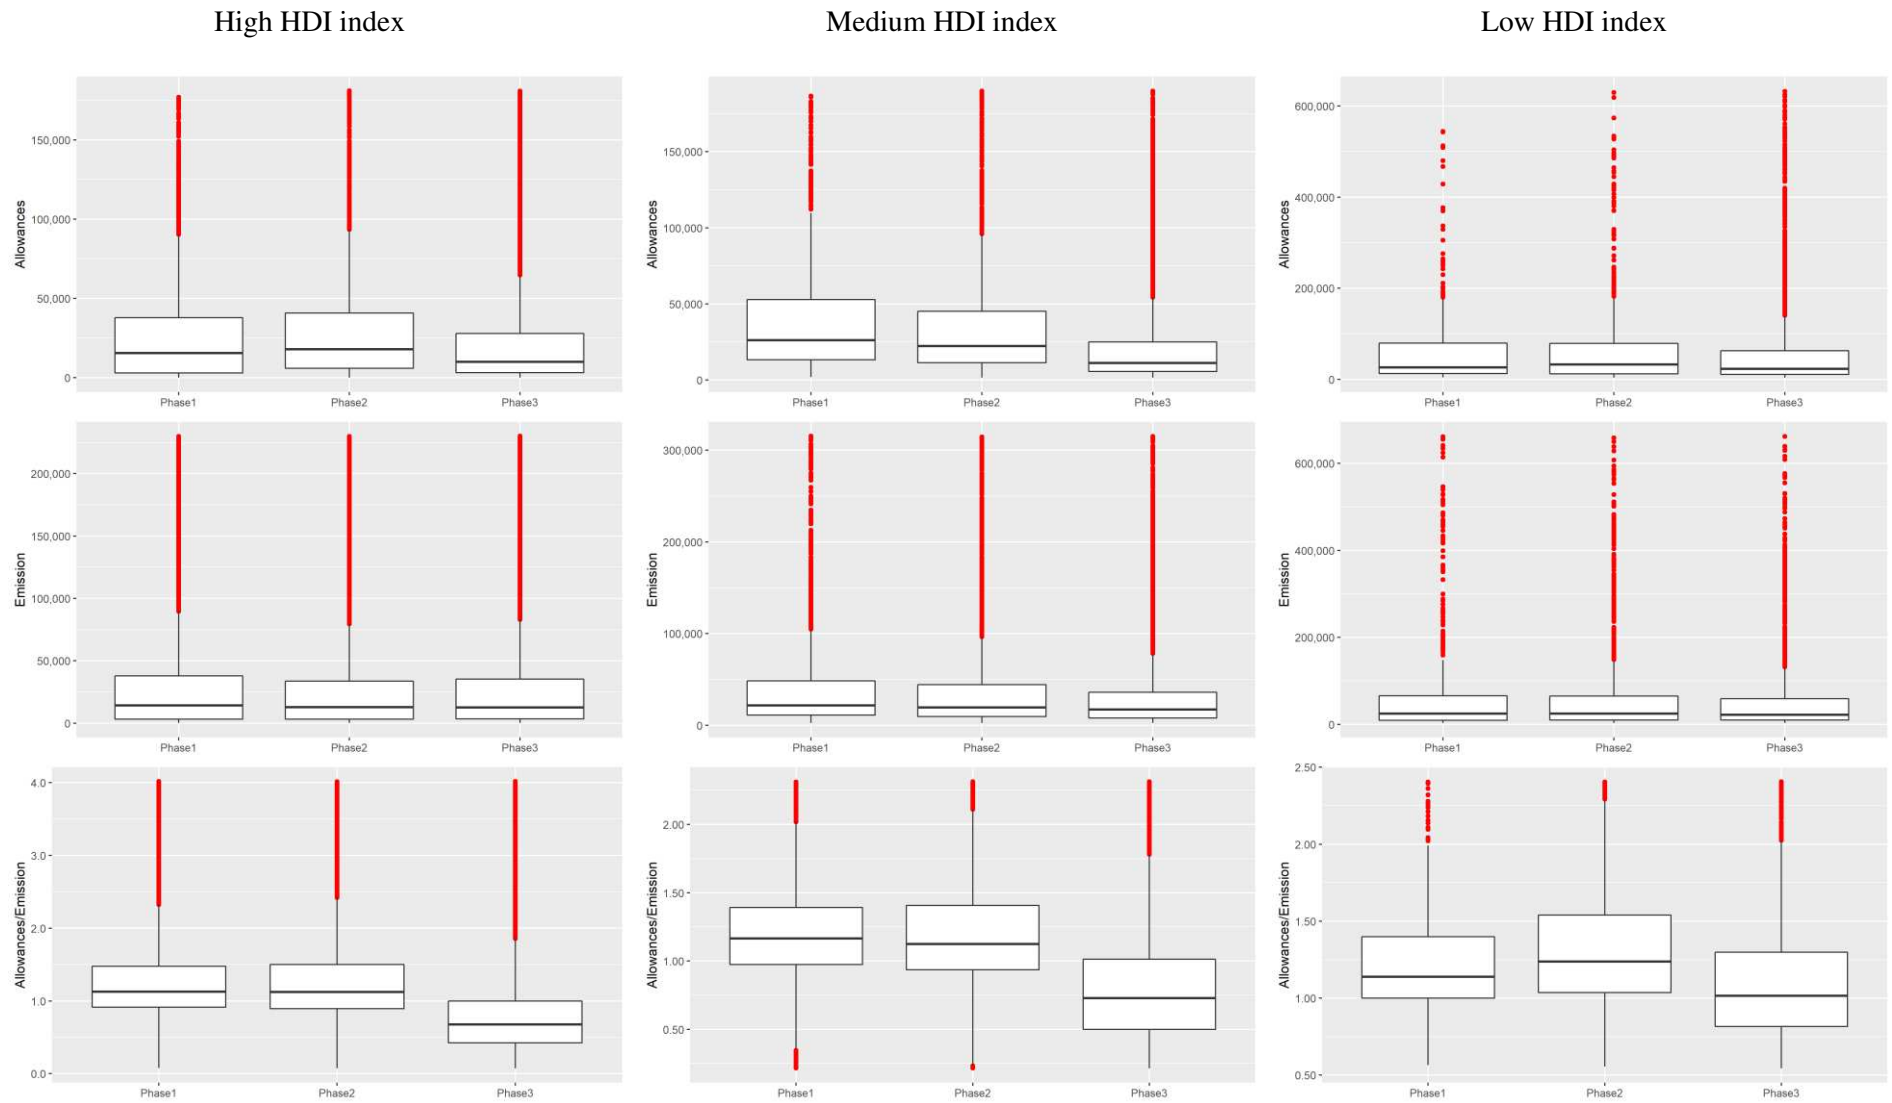 High HDI index
Medium HDI index
Low HDI index
Allowances
150,000
100,000
50,000
0
Phase1
Phase2
Phase3
Allowances
150,000
100,000
50,000
0
Phase1
Phase2
Phase3
Allowances
600,000
400,000
200,000
0
Phase1
Phase2
Phase3
Emission
200,000
150,000
100,000
50,000
0
Phase1
Phase2
Phase3
Emission
300,000
200,000
100,000
0
Phase1
Phase2
Phase3
Emission
600,000
400,000
200,000
0
Phase1
Phase2
Phase3
Allowances/Emission
4.0
3.0
2.0
1.0
0.0
Phase1
Phase2
Phase3
Allowances/Emission
2.00
1.50
1.00
0.50
Phase1
Phase2
Phase3
Allowances/Emission
2.50
2.00
1.50
1.00
0.50
Phase1
Phase2
Phase3